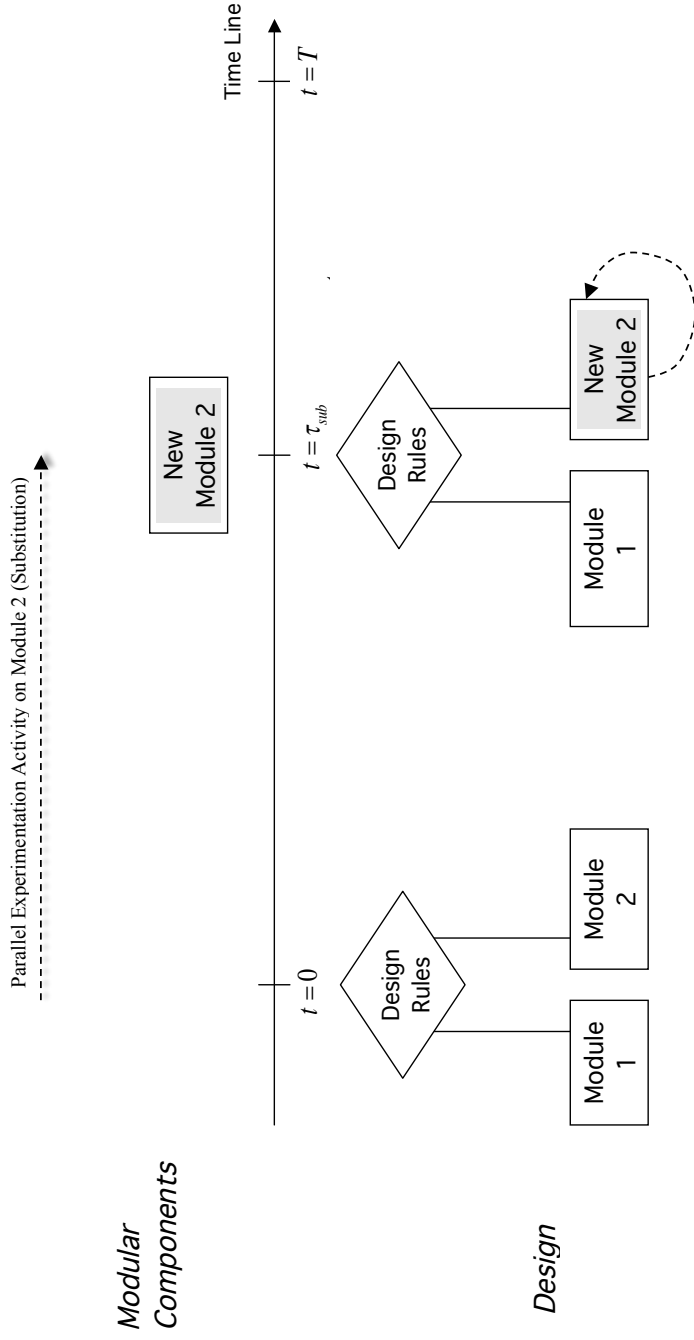 Parallel Experimentation Activity on Module 2 (Substitution)
Modular
Components
New
Module 2
Time Line
t = 0
t = τsub
t = T
Design
Design
Rules
Module
1
Module
2
Design
Rules
Module
1
New
Module 2